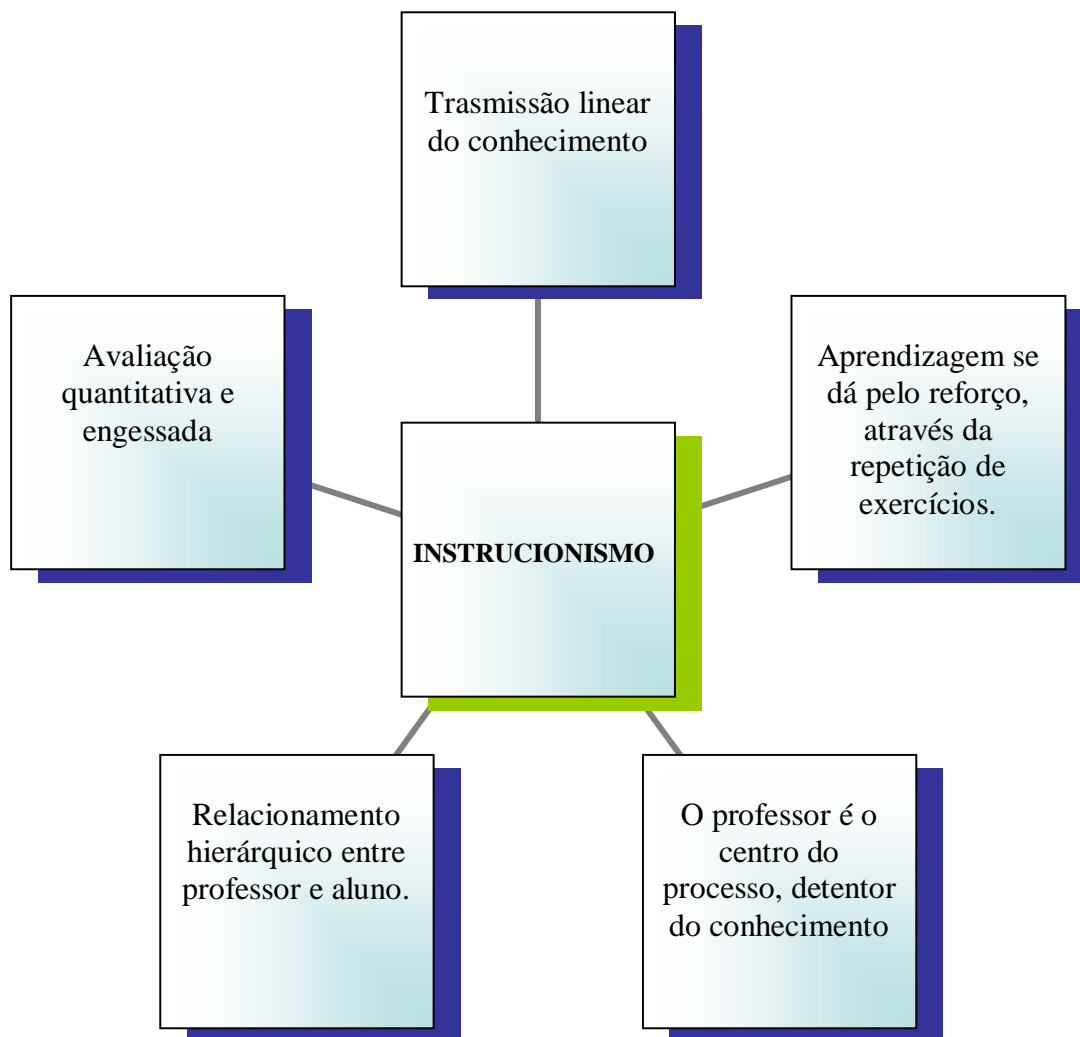 Trasmissão linear
do conhecimento
Avaliação
quantitativa e
engessada
Aprendizagem se
dá pelo reforço,
através da
repetição de
exercícios.
INSTRUCIONISMO
Relacionamento
hierárquico entre
professor e aluno.
O professor é o
centro do
processo, detentor
do conhecimento